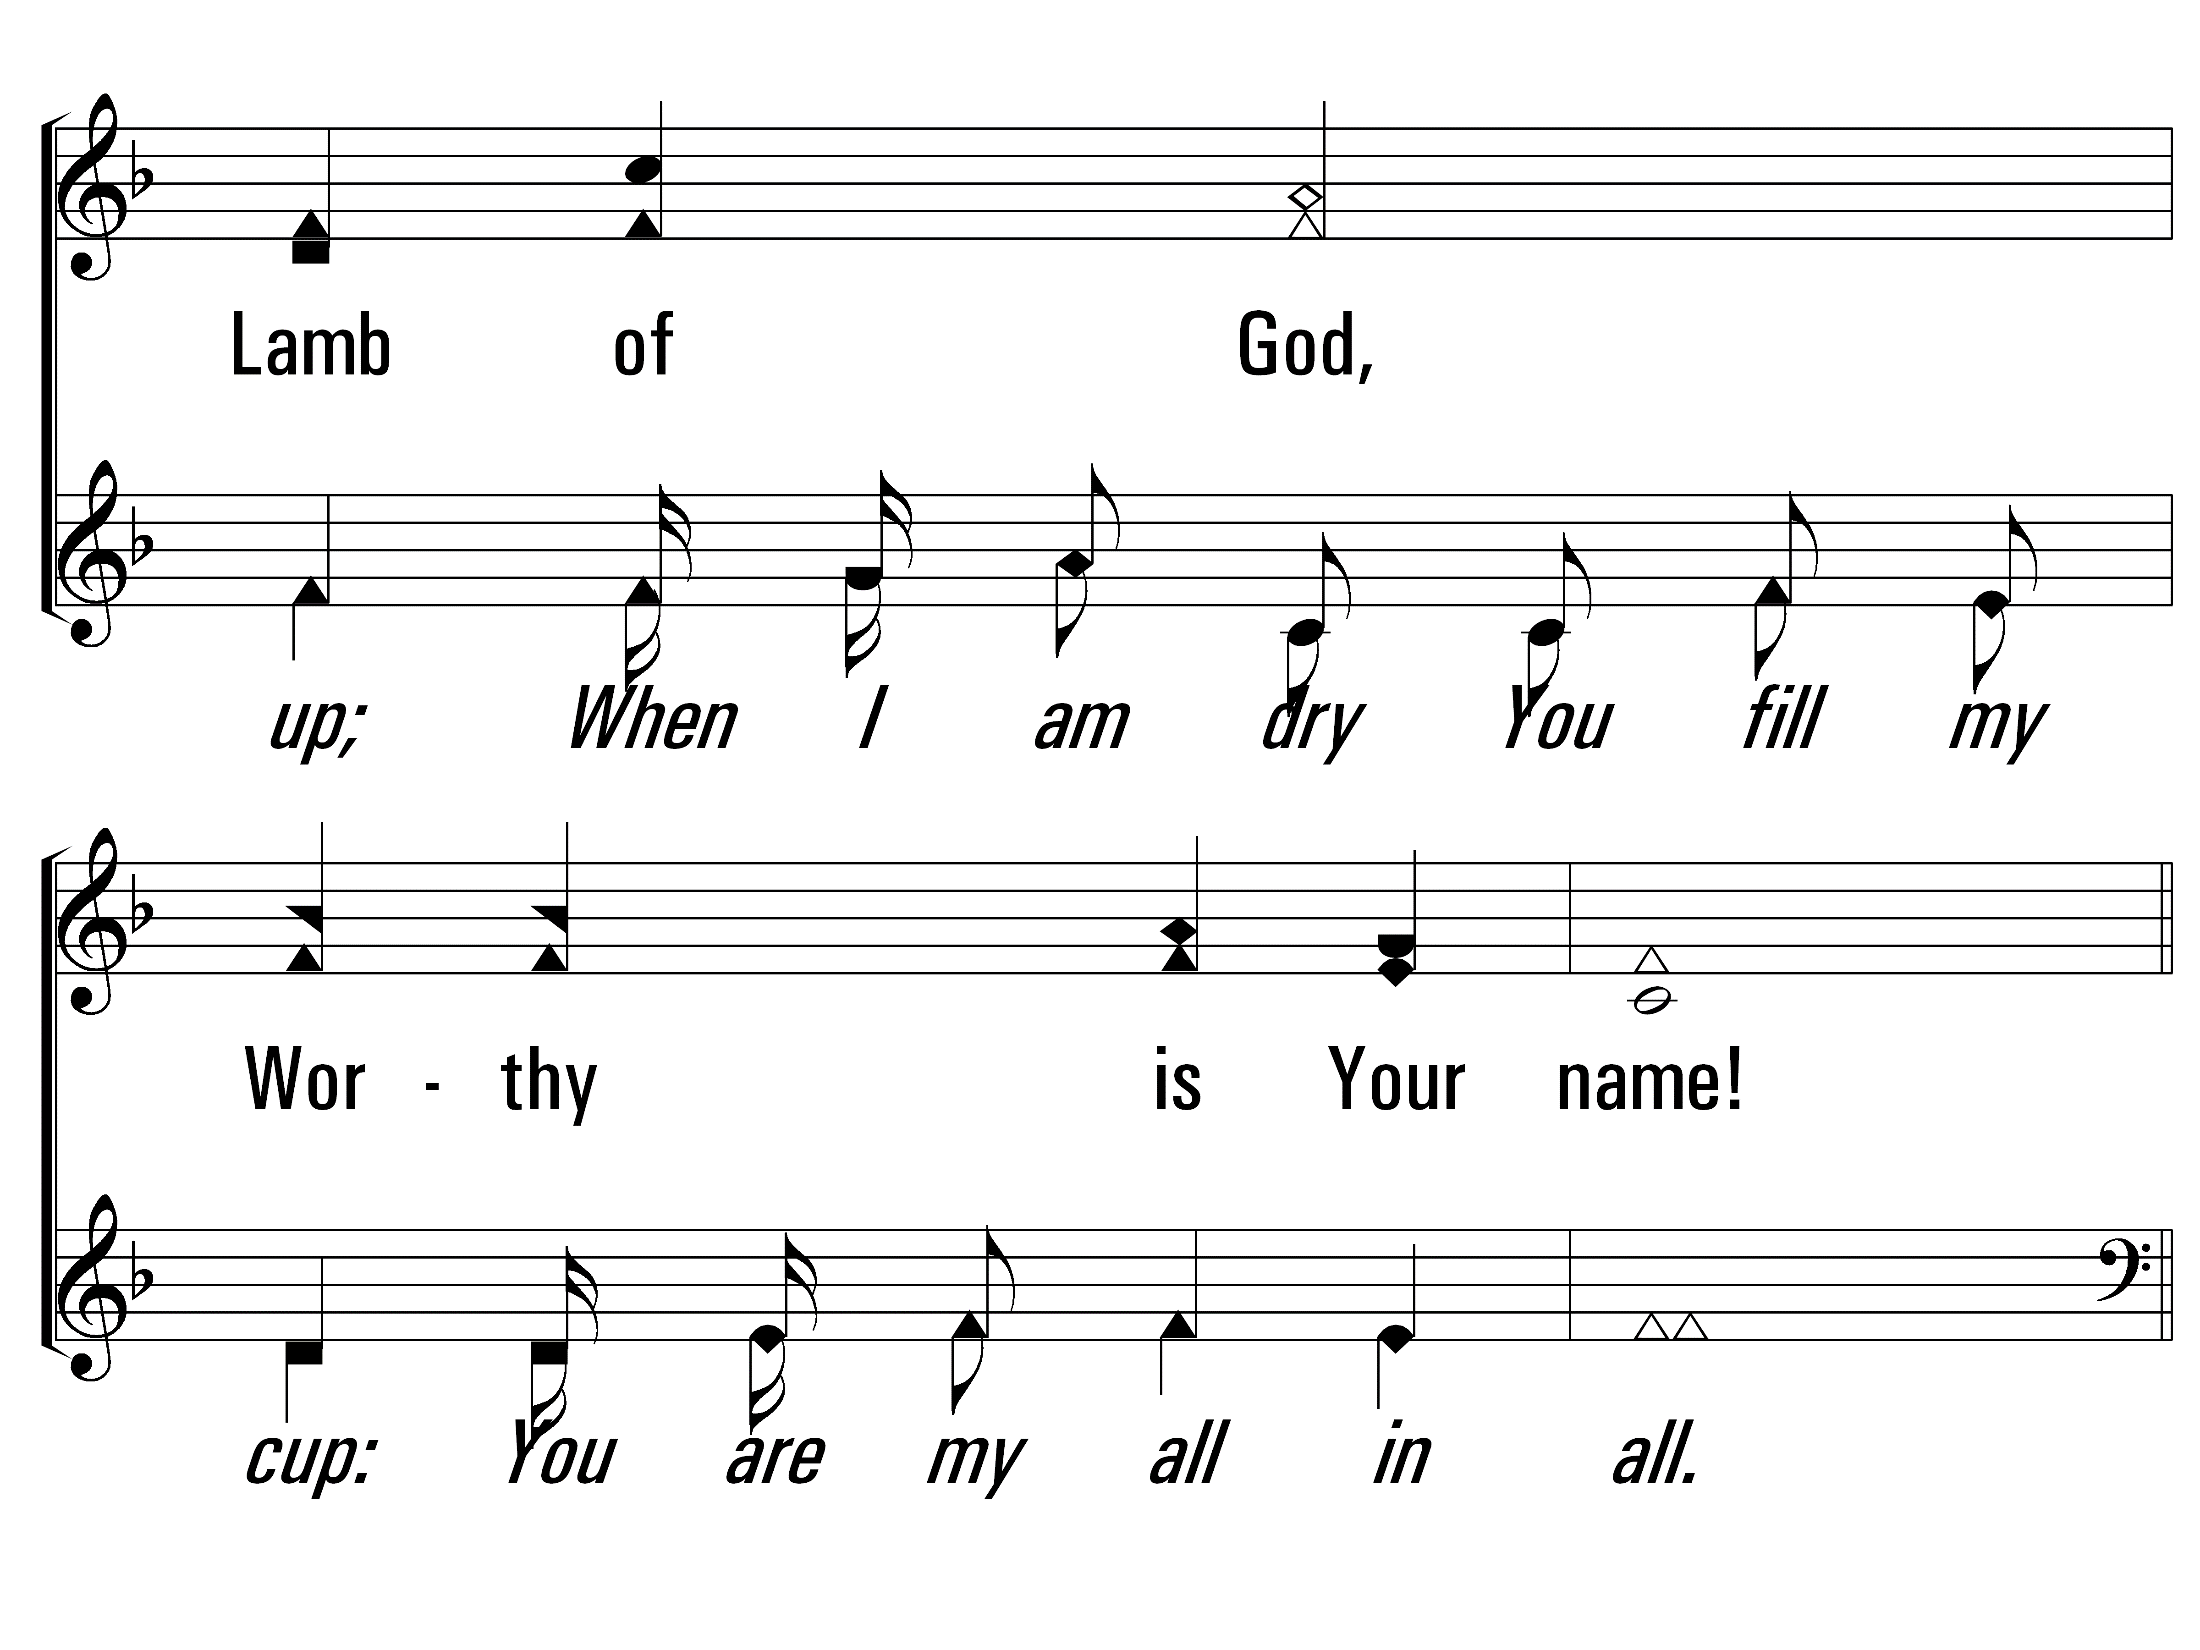 Lamb of God,
up; When I am dry You fill my
Wor - thy is Your name!
cup: You are my all in all.